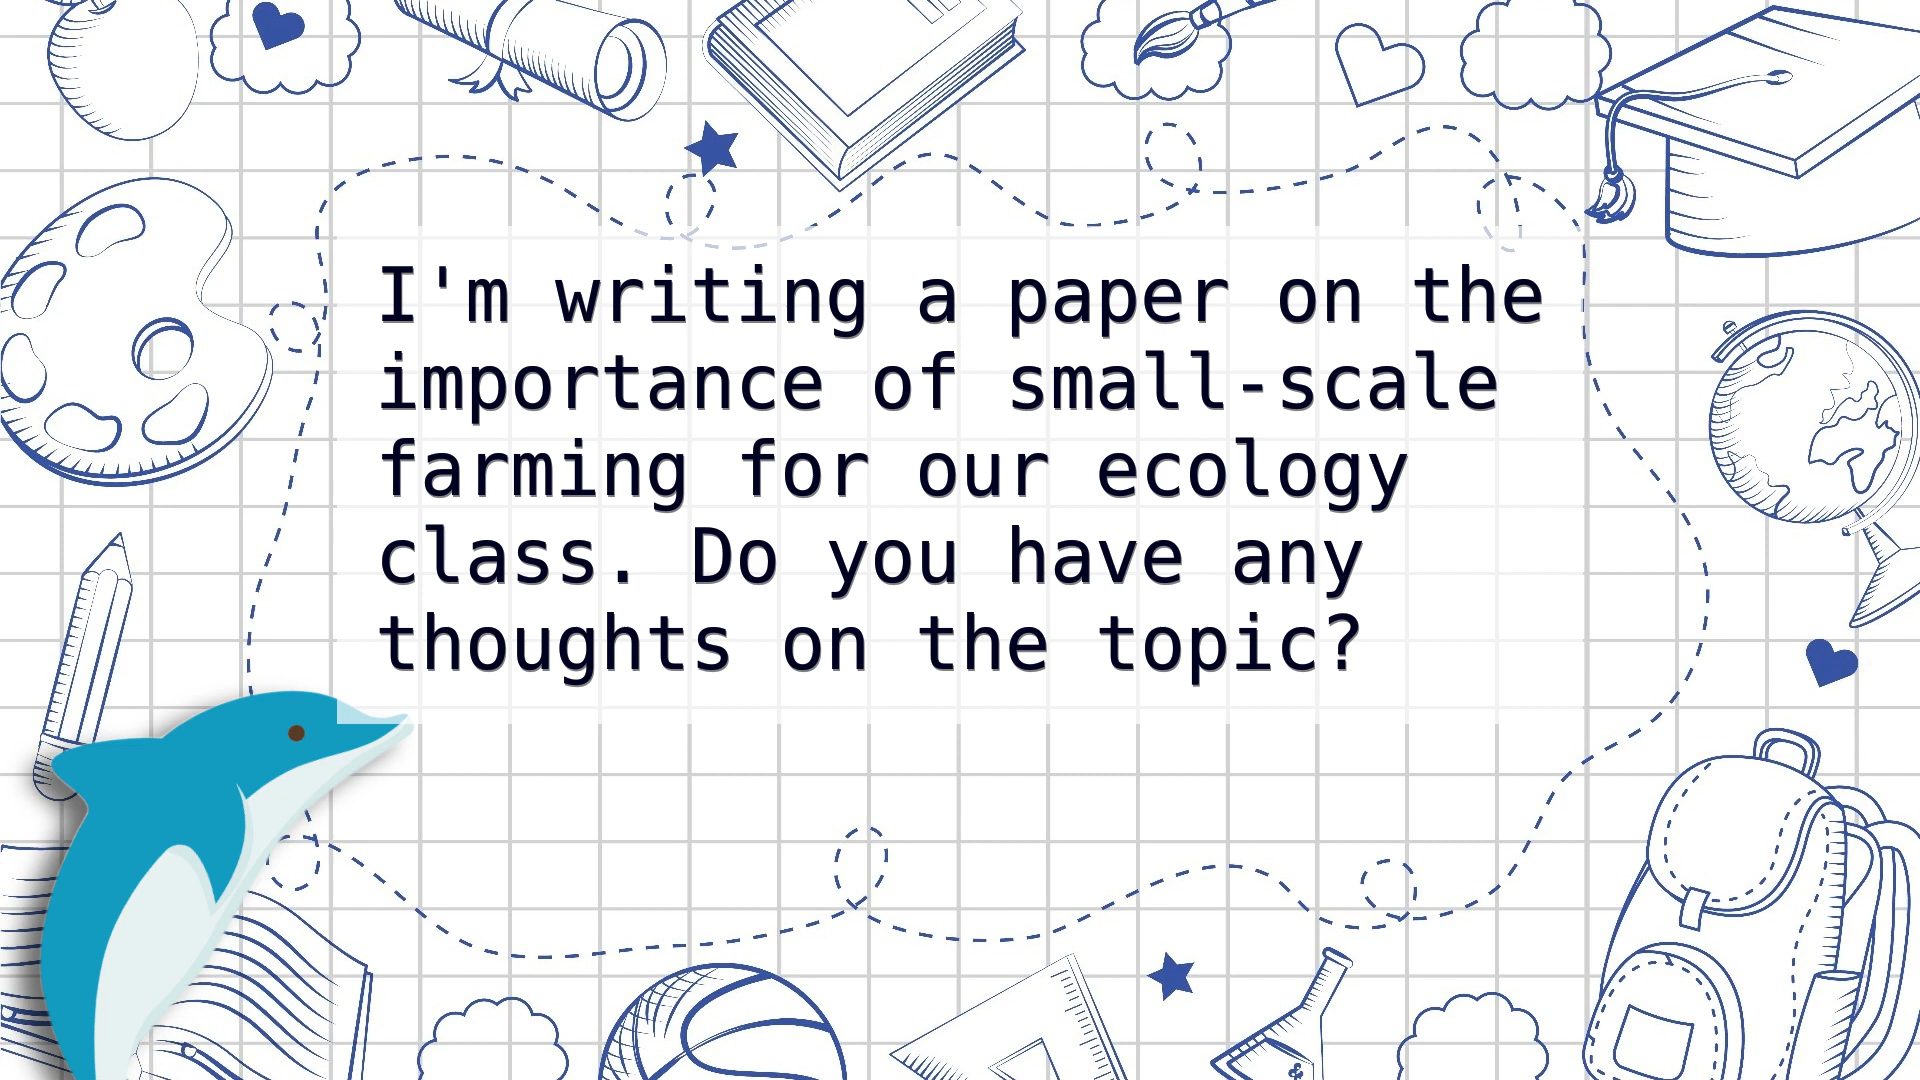 I'm writing a paper on the
importance of small-scale
farming for our ecology
class. Do you have any
thoughts on the topic?